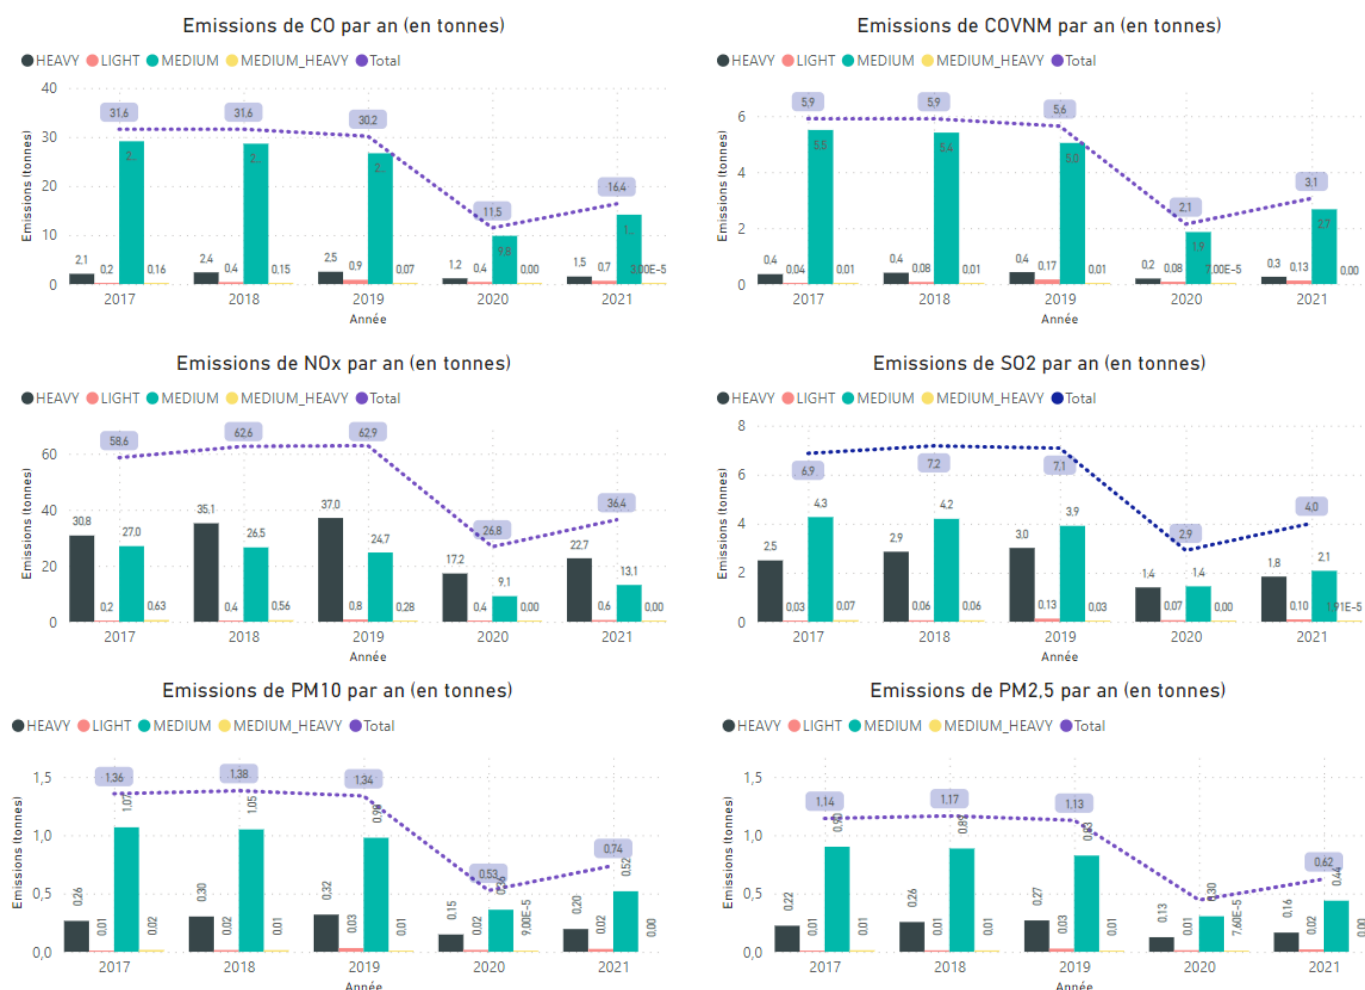 Emissions de CO par an (en tonnes)
HEAVY LIGHT MEDIUM MEDIUM_HEAVY Total
Emissions (tonnes)
40
30
20
10
0
31,6 31,6 30,2 11,5 16,4
2... 2... 2... 9,8 1...
2,1 0,2 0,16 2,4 0,4 0,15 2,5 0,9 0,07 1,2 0,4 0,00 1,5 0,7 3,00E-5
2017 2018 2019 2020 2021
Année
Emissions de COVNM par an (en tonnes)
HEAVY LIGHT MEDIUM MEDIUM_HEAVY Total
Emissions (tonnes)
6
4
2
0
5,9 5,9 5,6 2,1 3,1
5,5 5,4 5,0 1,9 2,7
0,4 0,04 0,01 0,4 0,08 0,01 0,4 0,17 0,01 0,2 0,08 7,00E-5 0,3 0,13 0,00
2017 2018 2019 2020 2021
Année
Emissions de NOx par an (en tonnes)
HEAVY LIGHT MEDIUM MEDIUM_HEAVY Total
Emissions (tonnes)
60
40
20
0
58,6 62,6 62,9 26,8 36,4
30,8 27,0 35,1 26,5 37,0 24,7 17,2 9,1 22,7 13,1
0,2 0,63 0,4 0,56 0,8 0,28 0,4 0,00 0,6 0,00
2017 2018 2019 2020 2021
Année
Emissions de SO2 par an (en tonnes)
HEAVY LIGHT MEDIUM MEDIUM_HEAVY Total
Emissions (tonnes)
8
6
4
2
0
6,9 7,2 7,1 2,9 4,0
2,5 4,3 2,9 4,2 3,0 3,9 1,4 1,4 1,8 2,1
0,03 0,07 0,06 0,06 0,13 0,03 0,07 0,00 0,10 1,91E-5
2017 2018 2019 2020 2021
Année
Emissions de PM10 par an (en tonnes)
HEAVY LIGHT MEDIUM MEDIUM_HEAVY Total
Emissions (tonnes)
1,5
1,0
0,5
0,0
1,36 1,38 1,34 0,53 0,74
0,26 0,01 1,07 0,02 0,30 0,02 1,05 0,01 0,32 0,03 0,98 0,01 0,15 0,02 0,36 9,00E-5 0,20 0,02 0,52 0,00
2017 2018 2019 2020 2021
Année
Emissions de PM2,5 par an (en tonnes)
HEAVY LIGHT MEDIUM MEDIUM_HEAVY Total
Emissions (tonnes)
1,5
1,0
0,5
0,0
1,14 1,17 1,13 0,62
0,22 0,01 0,90 0,01 0,26 0,01 0,89 0,01 0,27 0,03 0,83 0,01 0,13 0,01 0,30 7,60E-5 0,16 0,02 0,44 0,00
2017 2018 2019 2020 2021
Année